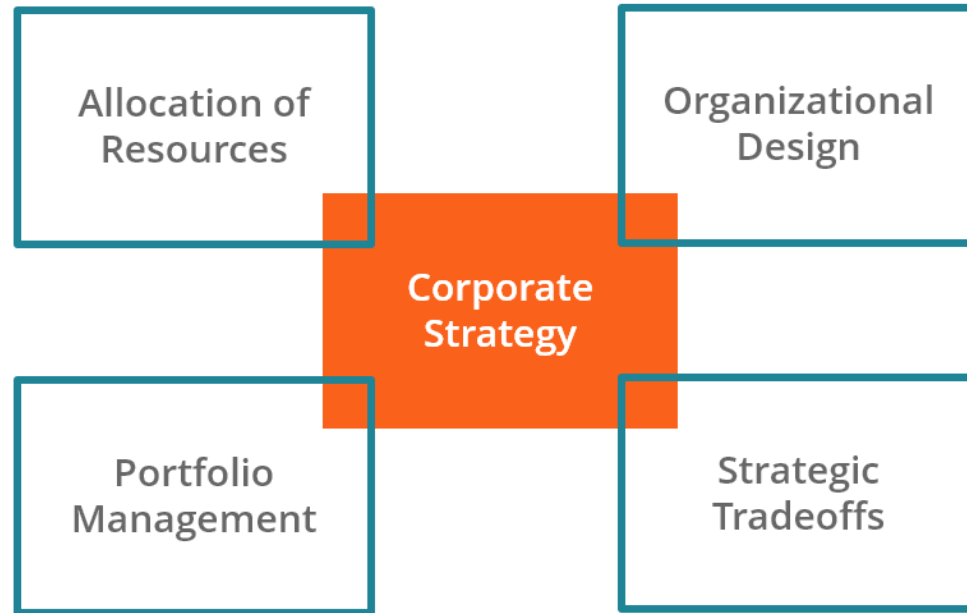 Allocation of
Resources
Organizational
Design
Corporate
Strategy
Portfolio
Management
Strategic
Tradeoffs